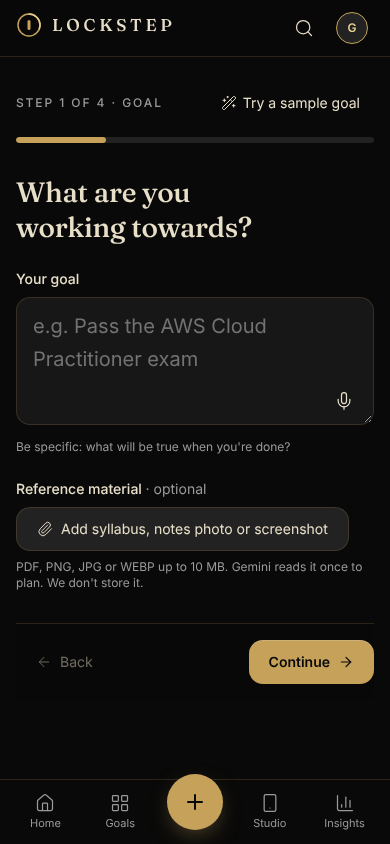 LOCKSTEP
G
STEP 1 OF 4 · GOAL
Try a sample goal
What are you
working towards?
Your goal
e.g. Pass the AWS Cloud
Practitioner exam
Be specific: what will be true when you're done?
Reference material · optional
Add syllabus, notes photo or screenshot
PDF, PNG, JPG or WEBP up to 10 MB. Gemini reads it once to
plan. We don't store it.
Back
Continue
Home
Goals
Studio
Insights